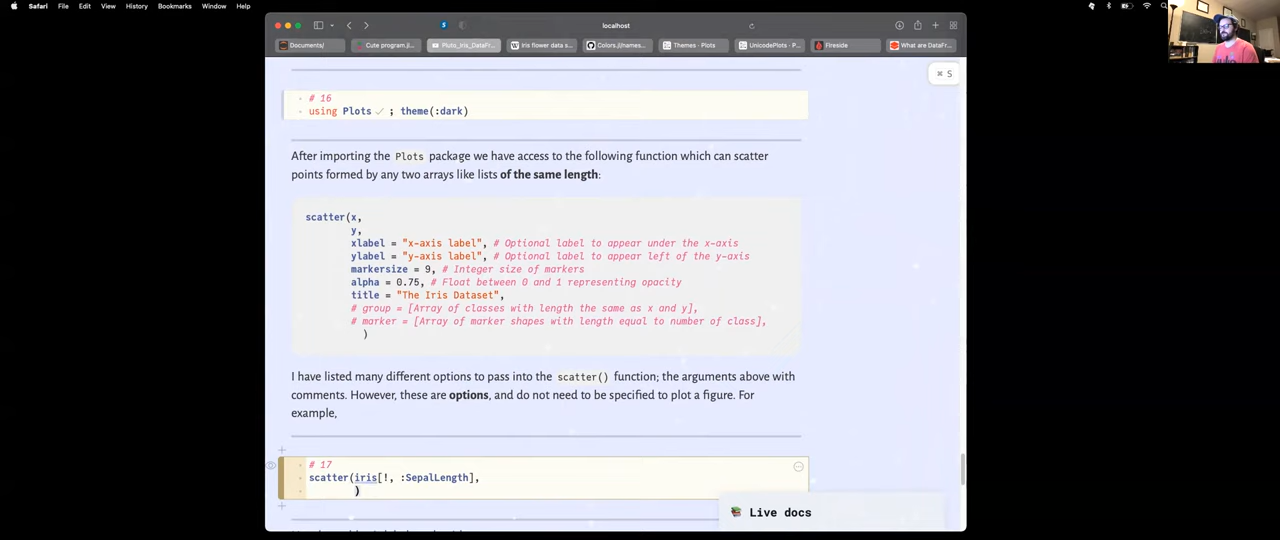 Safari File Edit View History Bookmarks Window Help
localhost
Documents/ Cute program.jl... Pluto_Iris_DataFr... Iris flower data s... Colors.jl/names... Themes · Plots UnicodePlots · P... Fireside What are DataFr...
⌘ S
# 16
using Plots ✓ ; theme(:dark)
After importing the Plots package we have access to the following function which can scatter
points formed by any two arrays like lists of the same length:
scatter(x,
y,
xlabel = "x-axis label", # Optional label to appear under the x-axis
ylabel = "y-axis label", # Optional label to appear left of the y-axis
markersize = 9, # Integer size of markers
alpha = 0.75, # Float between 0 and 1 representing opacity
title = "The Iris Dataset",
# group = [Array of classes with length the same as x and y],
# marker = [Array of marker shapes with length equal to number of class],
)
I have listed many different options to pass into the scatter() function; the arguments above with
comments. However, these are options, and do not need to be specified to plot a figure. For
example,
# 17
scatter(iris[!, :SepalLength],
)
Live docs